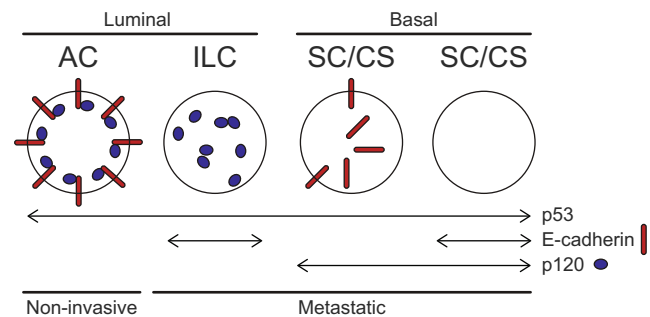 Luminal Basal
AC ILC SC/CS SC/CS
p53
E-cadherin
p120
Non-invasive Metastatic